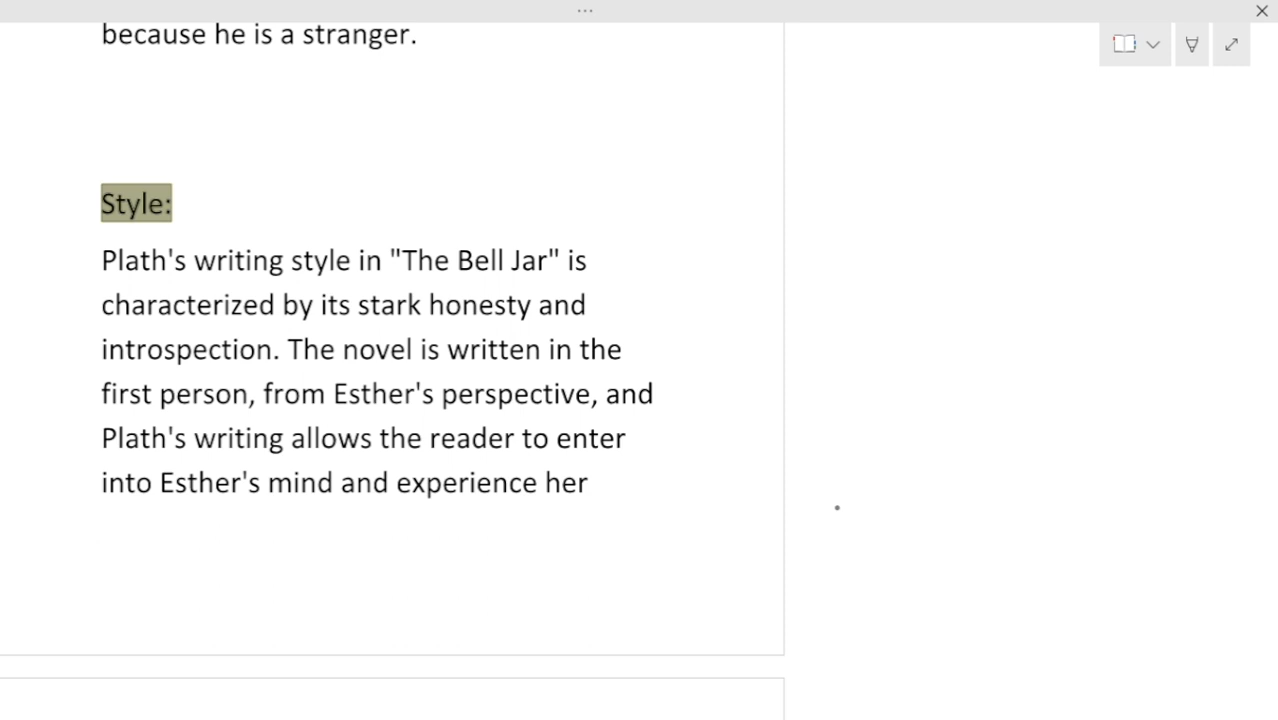 because he is a stranger.
Style:
Plath's writing style in "The Bell Jar" is
characterized by its stark honesty and
introspection. The novel is written in the
first person, from Esther's perspective, and
Plath's writing allows the reader to enter
into Esther's mind and experience her